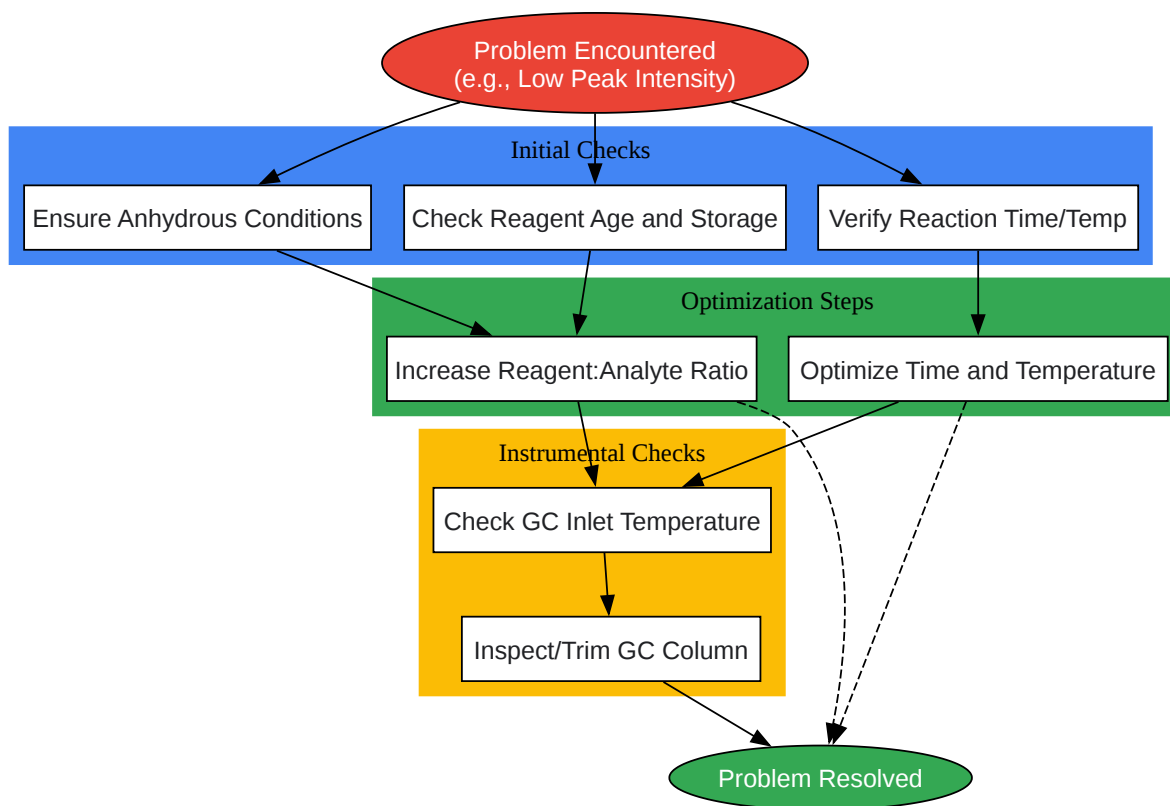 Problem Encountered
(e.g., Low Peak Intensity)
Initial Checks
Ensure Anhydrous Conditions
Check Reagent Age and Storage
Verify Reaction Time/Temp
Optimization Steps
Increase Reagent:Analyte Ratio
Optimize Time and Temperature
Instrumental Checks
Check GC Inlet Temperature
Inspect/Trim GC Column
Problem Resolved